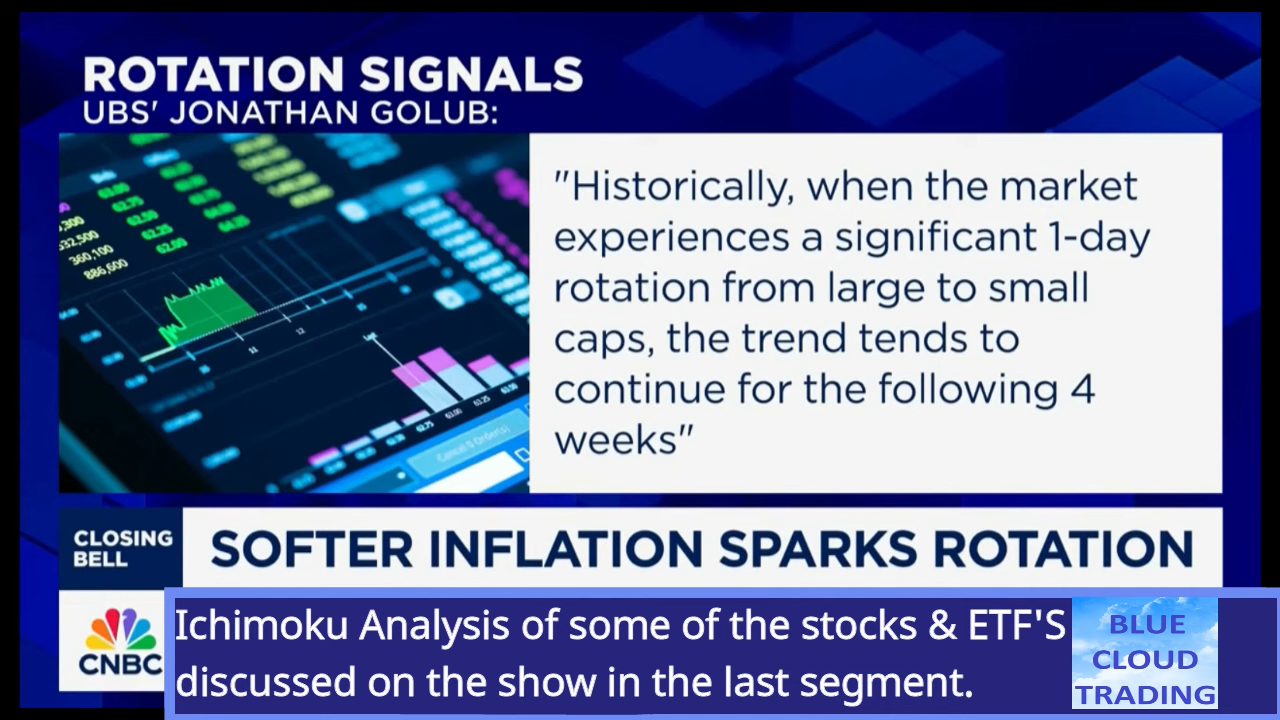 ROTATION SIGNALS
UBS' JONATHAN GOLUB:
"Historically, when the market
experiences a significant 1-day
rotation from large to small
caps, the trend tends to
continue for the following 4
weeks"
CLOSING
BELL
SOFTER INFLATION SPARKS ROTATION
CNBC
Ichimoku Analysis of some of the stocks & ETF'S
discussed on the show in the last segment.
BLUE
CLOUD
TRADING